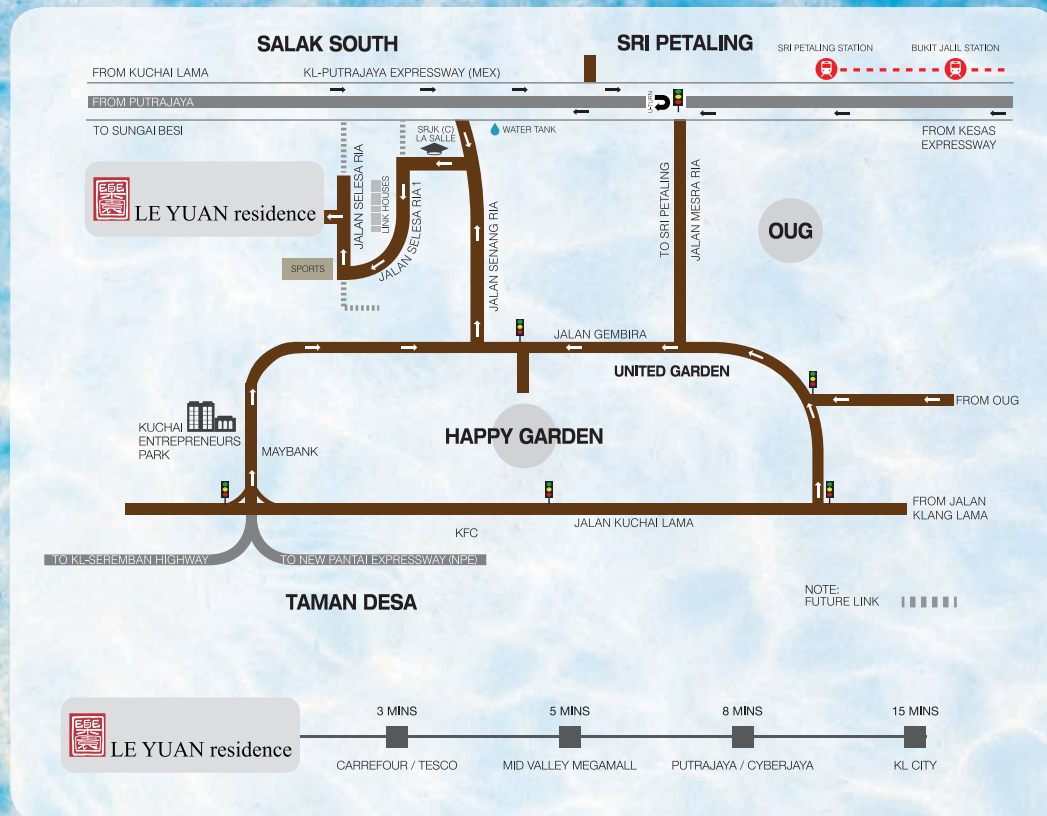 SALAK SOUTH
SRI PETALING
SRI PETALING STATION
BUKIT JALIL STATION
FROM KUCHAI LAMA
KL-PUTRAJAYA EXPRESSWAY (MEX)
FROM PUTRAJAYA
U-TURN
TO SUNGAI BESI
SRJK (C)
LA SALLE
WATER TANK
FROM KESAS
EXPRESSWAY
LE YUAN residence
JALAN SELESA RIA
LINK HOUSES
JALAN SELESA RIA1
JALAN SENANG RIA
TO SRI PETALING
JALAN MESRA RIA
OUG
SPORTS
JALAN GEMBIRA
UNITED GARDEN
FROM OUG
KUCHAI
ENTREPRENEURS
PARK
MAYBANK
HAPPY GARDEN
FROM JALAN
KLANG LAMA
KFC
JALAN KUCHAI LAMA
TO KL-SEREMBAN HIGHWAY
TO NEW PANTAI EXPRESSWAY (NPE)
TAMAN DESA
NOTE:
FUTURE LINK
LE YUAN residence
3 MINS
5 MINS
8 MINS
15 MINS
CARREFOUR / TESCO
MID VALLEY MEGAMALL
PUTRAJAYA / CYBERJAYA
KL CITY